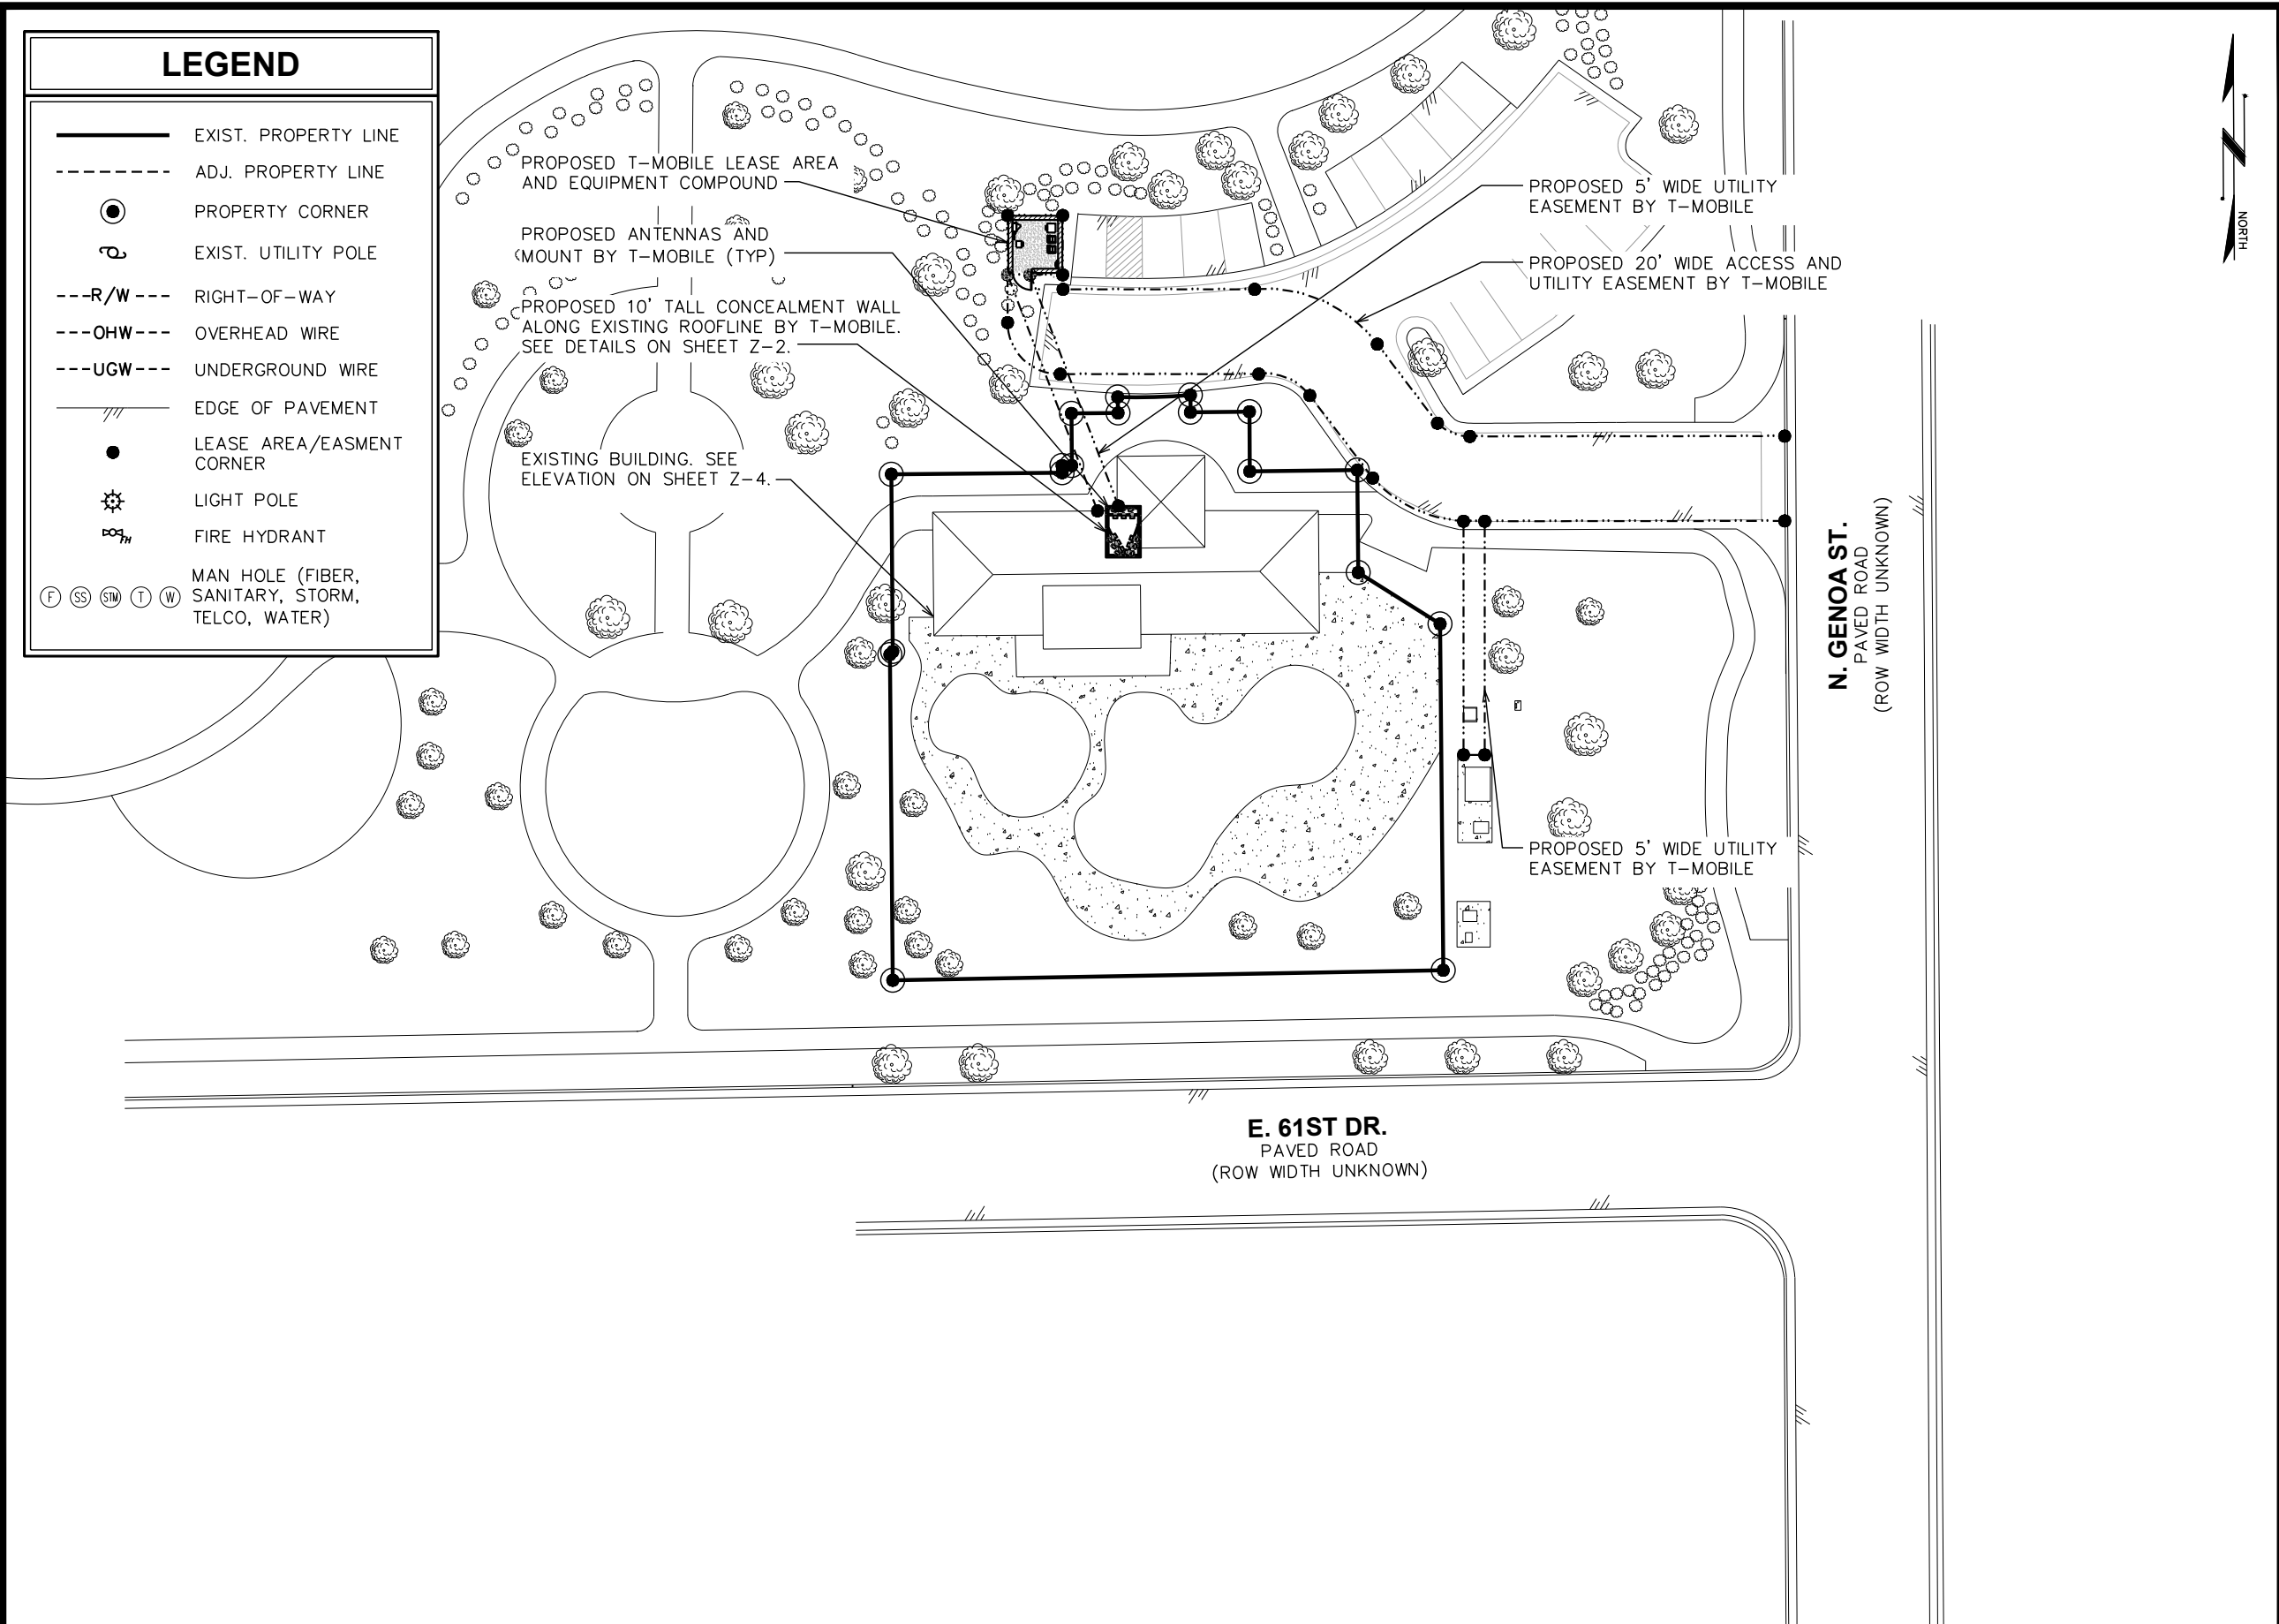 LEGEND
EXIST. PROPERTY LINE
ADJ. PROPERTY LINE
PROPERTY CORNER
EXIST. UTILITY POLE
R/W RIGHT-OF-WAY
OHW OVERHEAD WIRE
UGW UNDERGROUND WIRE
EDGE OF PAVEMENT
LEASE AREA/EASMENT
CORNER
LIGHT POLE
FH FIRE HYDRANT
MAN HOLE (FIBER,
F SS STM T W SANITARY, STORM,
TELCO, WATER)
PROPOSED T-MOBILE LEASE AREA
AND EQUIPMENT COMPOUND
PROPOSED ANTENNAS AND
MOUNT BY T-MOBILE (TYP)
PROPOSED 10' TALL CONCEALMENT WALL
ALONG EXISTING ROOFLINE BY T-MOBILE.
SEE DETAILS ON SHEET Z-2.
EXISTING BUILDING. SEE
ELEVATION ON SHEET Z-4.
PROPOSED 5' WIDE UTILITY
EASEMENT BY T-MOBILE
PROPOSED 20' WIDE ACCESS AND
UTILITY EASEMENT BY T-MOBILE
NORTH
N. GENOA ST.
PAVED ROAD
(ROW WIDTH UNKNOWN)
PROPOSED 5' WIDE UTILITY
EASEMENT BY T-MOBILE
E. 61ST DR.
PAVED ROAD
(ROW WIDTH UNKNOWN)